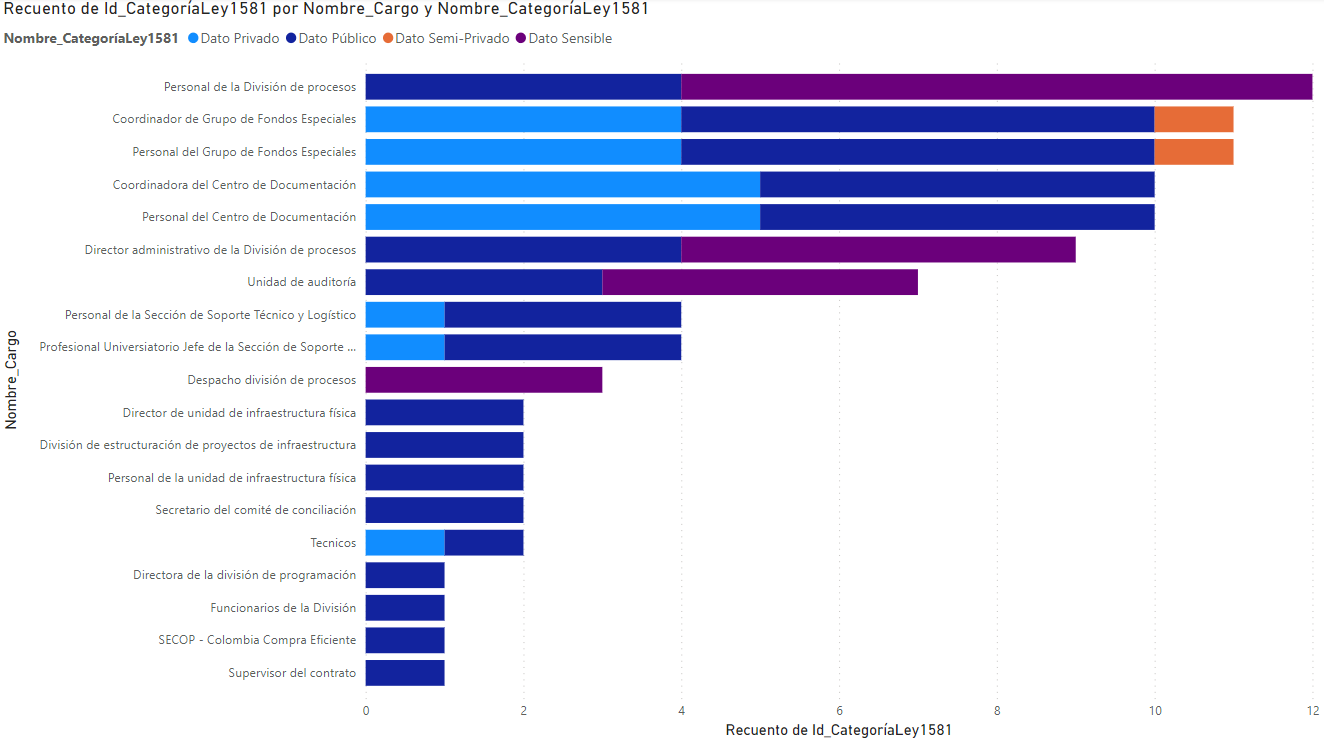 Recuento de Id_CategoríaLey1581 por Nombre_Cargo y Nombre_CategoríaLey1581
Nombre_CategoríaLey1581 Dato Privado Dato Público Dato Semi-Privado Dato Sensible
Nombre_Cargo
Personal de la División de procesos
Coordinador de Grupo de Fondos Especiales
Personal del Grupo de Fondos Especiales
Coordinadora del Centro de Documentación
Personal del Centro de Documentación
Director administrativo de la División de procesos
Unidad de auditoría
Personal de la Sección de Soporte Técnico y Logístico
Profesional Universiatorio Jefe de la Sección de Soporte ...
Despacho división de procesos
Director de unidad de infraestructura física
División de estructuración de proyectos de infraestructura
Personal de la unidad de infraestructura física
Secretario del comité de conciliación
Tecnicos
Directora de la división de programación
Funcionarios de la División
SECOP - Colombia Compra Eficiente
Supervisor del contrato
0 2 4 6 8 10 12
Recuento de Id_CategoríaLey1581